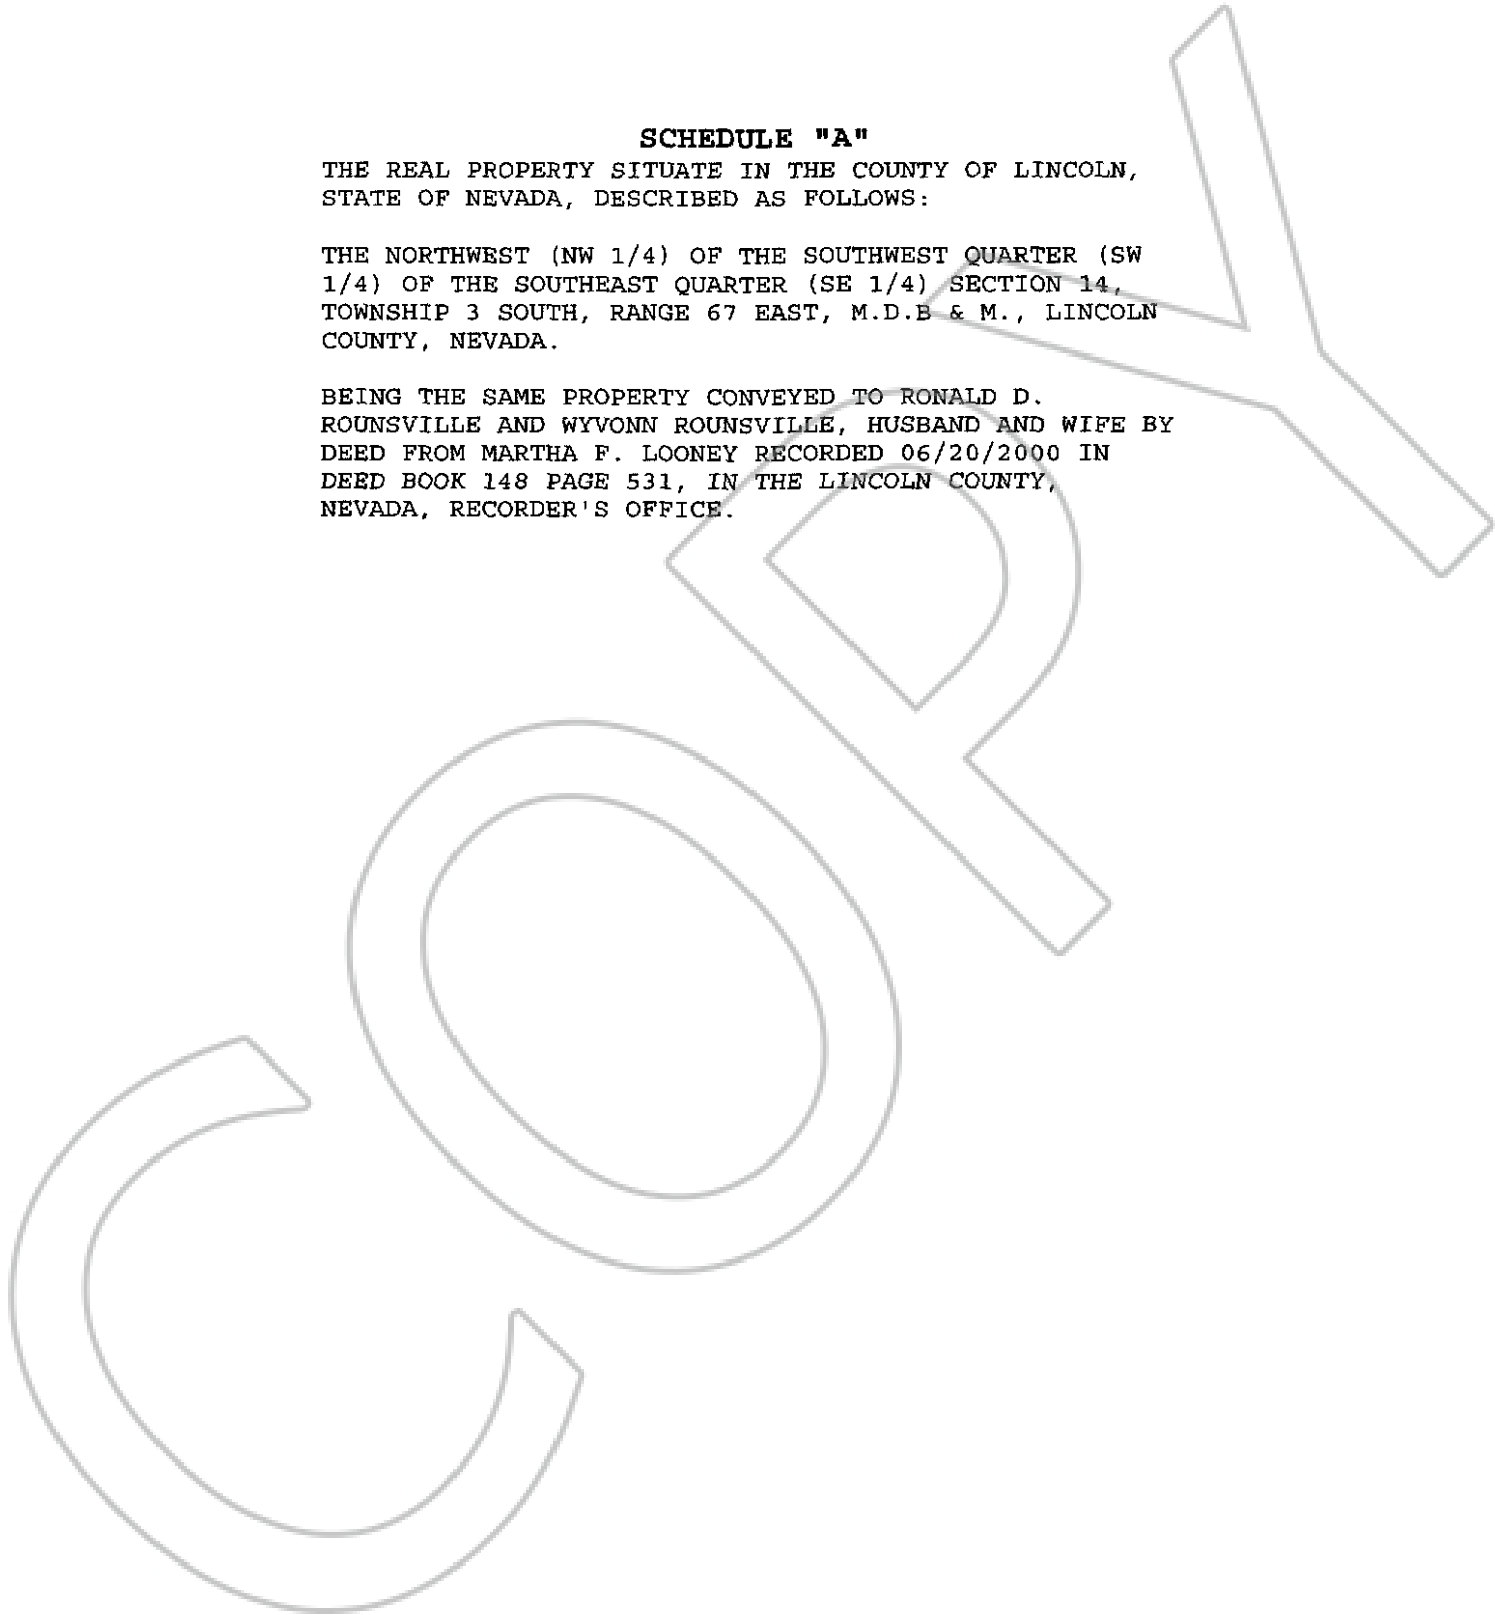 SCHEDULE "A"
THE REAL PROPERTY SITUATE IN THE COUNTY OF LINCOLN,
STATE OF NEVADA, DESCRIBED AS FOLLOWS:
THE NORTHWEST (NW 1/4) OF THE SOUTHWEST QUARTER (SW
1/4) OF THE SOUTHEAST QUARTER (SE 1/4) SECTION 14,
TOWNSHIP 3 SOUTH, RANGE 67 EAST, M.D.B & M., LINCOLN
COUNTY, NEVADA.
BEING THE SAME PROPERTY CONVEYED TO RONALD D.
ROUNSVILLE AND WYVONN ROUNSVILLE, HUSBAND AND WIFE BY
DEED FROM MARTHA F. LOONEY RECORDED 06/20/2000 IN
DEED BOOK 148 PAGE 531, IN THE LINCOLN COUNTY,
NEVADA, RECORDER'S OFFICE.
COPY